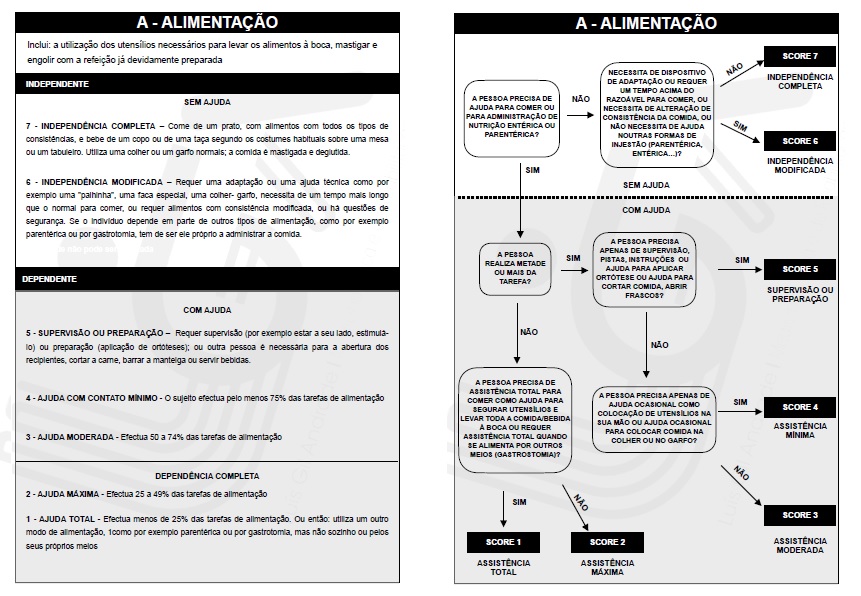 A - ALIMENTAÇÃO
Inclui: a utilização dos utensílios necessários para levar os alimentos à boca, mastigar e
engolir com a refeição já devidamente preparada
INDEPENDENTE
SEM AJUDA
7 - INDEPENDÊNCIA COMPLETA – Come de um prato, com alimentos com todos os tipos de
consistências, e bebe de um copo ou de uma taça segundo os costumes habituais sobre uma mesa
ou um tabuleiro. Utiliza uma colher ou um garfo normais; a comida é mastigada e deglutida.
6 - INDEPENDÊNCIA MODIFICADA – Requer uma adaptação ou uma ajuda técnica como por
exemplo uma "palhinha", uma faca especial, uma colher- garfo, necessita de um tempo mais longo
que o normal para comer, ou requer alimentos com consistência modificada, ou há questões de
segurança. Se o individuo depende em parte de outros tipos de alimentação, como por exemplo
parentérica ou por gastrotomia, tem de ser ele próprio a administrar a comida.
DEPENDENTE
COM AJUDA
5 - SUPERVISÃO OU PREPARAÇÃO – Requer supervisão (por exemplo estar a seu lado, estimulá-
lo) ou preparação (aplicação de ortóteses); ou outra pessoa é necessária para a abertura dos
recipientes, cortar a carne, barrar a manteiga ou servir bebidas.
4 - AJUDA COM CONTATO MÍNIMO - O sujeito efectua pelo menos 75% das tarefas de alimentação
3 - AJUDA MODERADA - Efectua 50 a 74% das tarefas de alimentação
DEPENDÊNCIA COMPLETA
2 - AJUDA MÁXIMA - Efectua 25 a 49% das tarefas de alimentação
1 - AJUDA TOTAL - Efectua menos de 25% das tarefas de alimentação. Ou então: utiliza um outro
modo de alimentação, 1como por exemplo parentérica ou por gastrotomia, mas não sozinho ou pelos
seus próprios meios
A - ALIMENTAÇÃO
A PESSOA PRECISA DE
AJUDA PARA COMER OU
PARA ADMINISTRAÇÃO DE
NUTRIÇÃO ENTÉRICA OU
PARENTÉRICA?
NÃO
NECESSITA DE DISPOSITIVO
DE ADAPTAÇÃO OU REQUER
UM TEMPO ACIMA DO
RAZOÁVEL PARA COMER, OU
NECESSITA DE ALTERAÇÃO DE
CONSISTÊNCIA DA COMIDA, OU
NÃO NECESSITA DE AJUDA
NOUTRAS FORMAS DE
INJESTÃO (PARENTÉRICA,
ENTÉRICA...)?
NÃO
SCORE 7
INDEPENDÊNCIA
COMPLETA
SIM
SCORE 6
INDEPENDÊNCIA
MODIFICADA
SIM
SEM AJUDA
COM AJUDA
A PESSOA
REALIZA METADE
OU MAIS DA
TAREFA?
SIM
A PESSOA PRECISA
APENAS DE SUPERVISÃO,
PISTAS, INSTRUÇÕES OU
AJUDA PARA APLICAR
ORTÓTESE OU AJUDA PARA
CORTAR COMIDA, ABRIR
FRASCOS?
SIM
SCORE 5
SUPERVISÃO OU
PREPARAÇÃO
NÃO
NÃO
A PESSOA PRECISA DE
ASSISTÊNCIA TOTAL PARA
COMER COMO AJUDA PARA
SEGURAR UTENSÍLIOS E
LEVAR TODA A COMIDA/BEBIDA
À BOCA OU REQUER
ASSISTÊNCIA TOTAL QUANDO
SE ALIMENTA POR OUTROS
MEIOS (GASTROSTOMIA)?
A PESSOA PRECISA APENAS DE
AJUDA OCASIONAL COMO
COLOCAÇÃO DE UTENSÍLIOS NA
SUA MÃO OU AJUDA OCASIONAL
PARA COLOCAR COMIDA NA
COLHER OU NO GARFO?
SIM
SCORE 4
ASSISTÊNCIA
MÍNIMA
NÃO
SCORE 3
ASSISTÊNCIA
MODERADA
SIM
NÃO
SCORE 1
ASSISTÊNCIA
TOTAL
SCORE 2
ASSISTÊNCIA
MÁXIMA